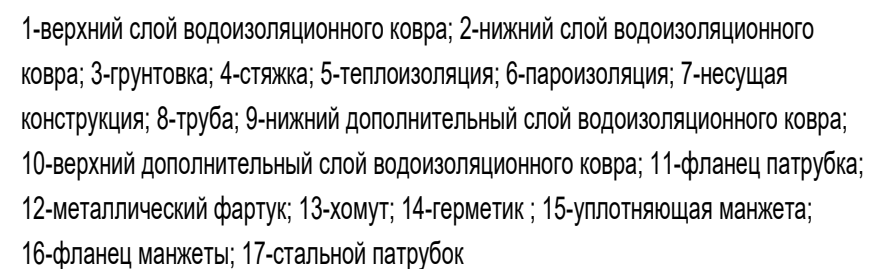 1-верхний слой водоизоляционного ковра; 2-нижний слой водоизоляционного
ковра; 3-грунтовка; 4-стяжка; 5-теплоизоляция; 6-пароизоляция; 7-несущая
конструкция; 8-труба; 9-нижний дополнительный слой водоизоляционного ковра;
10-верхний дополнительный слой водоизоляционного ковра; 11-фланец патрубка;
12-металлический фартук; 13-хомут; 14-герметик ; 15-уплотняющая манжета;
16-фланец манжеты; 17-стальной патрубок